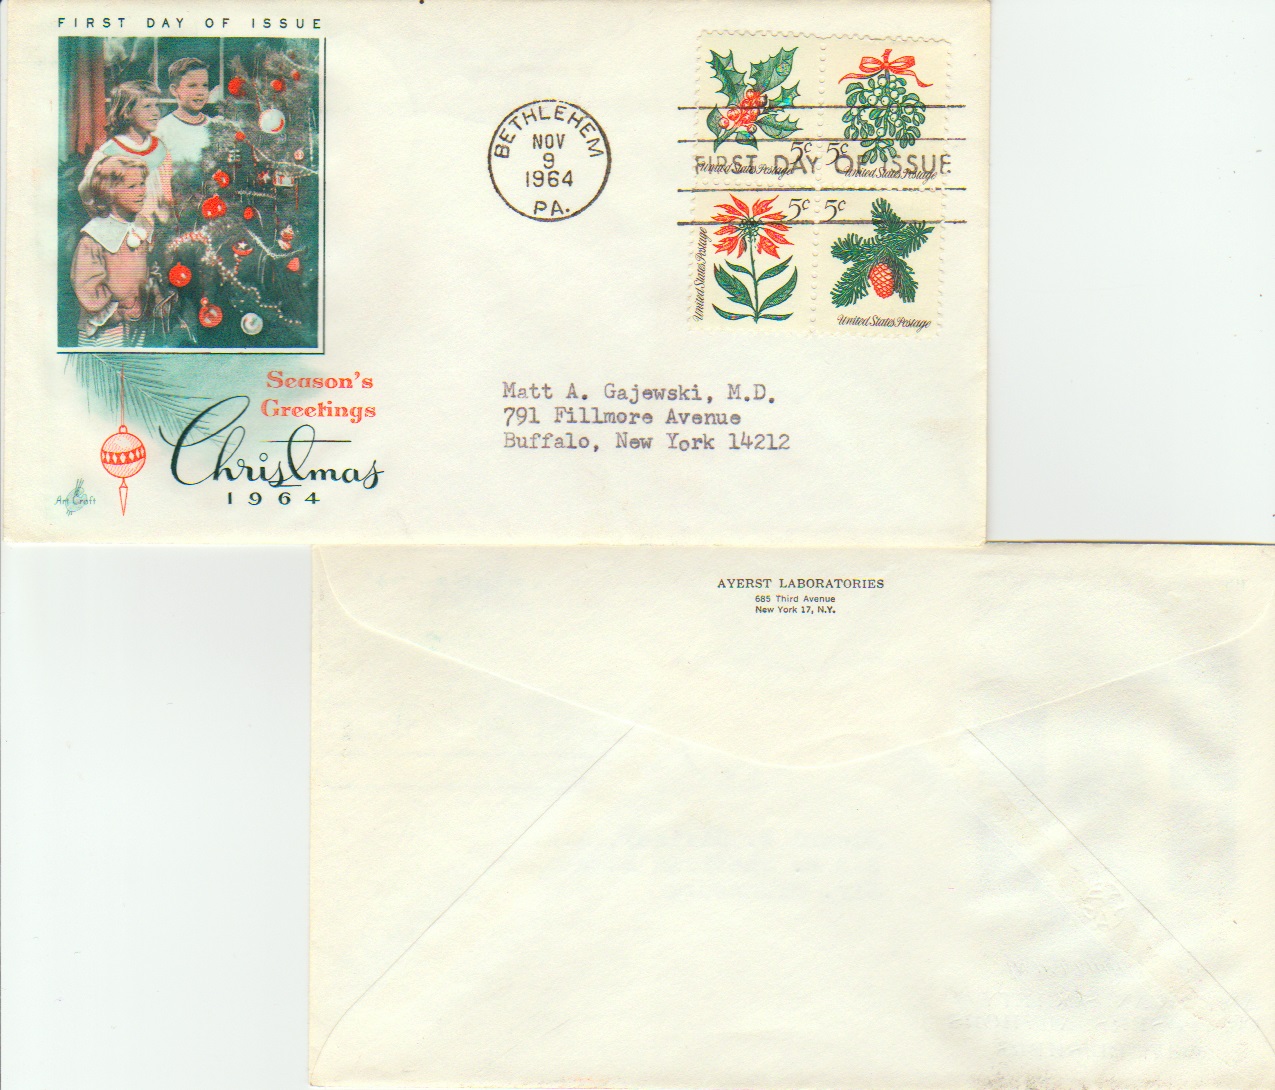 FIRST DAY OF ISSUE
BETHLEHEM
NOV
9
1964
PA.
5c 5c
United States Postage United States Postage
FIRST DAY OF ISSUE
5c 5c
United States Postage
United States Postage
Season's
Greetings
Christmas
1964
Art Craft
Matt A. Gajewski, M.D.
791 Fillmore Avenue
Buffalo, New York 14212
AYERST LABORATORIES
685 Third Avenue
New York 17, N.Y.